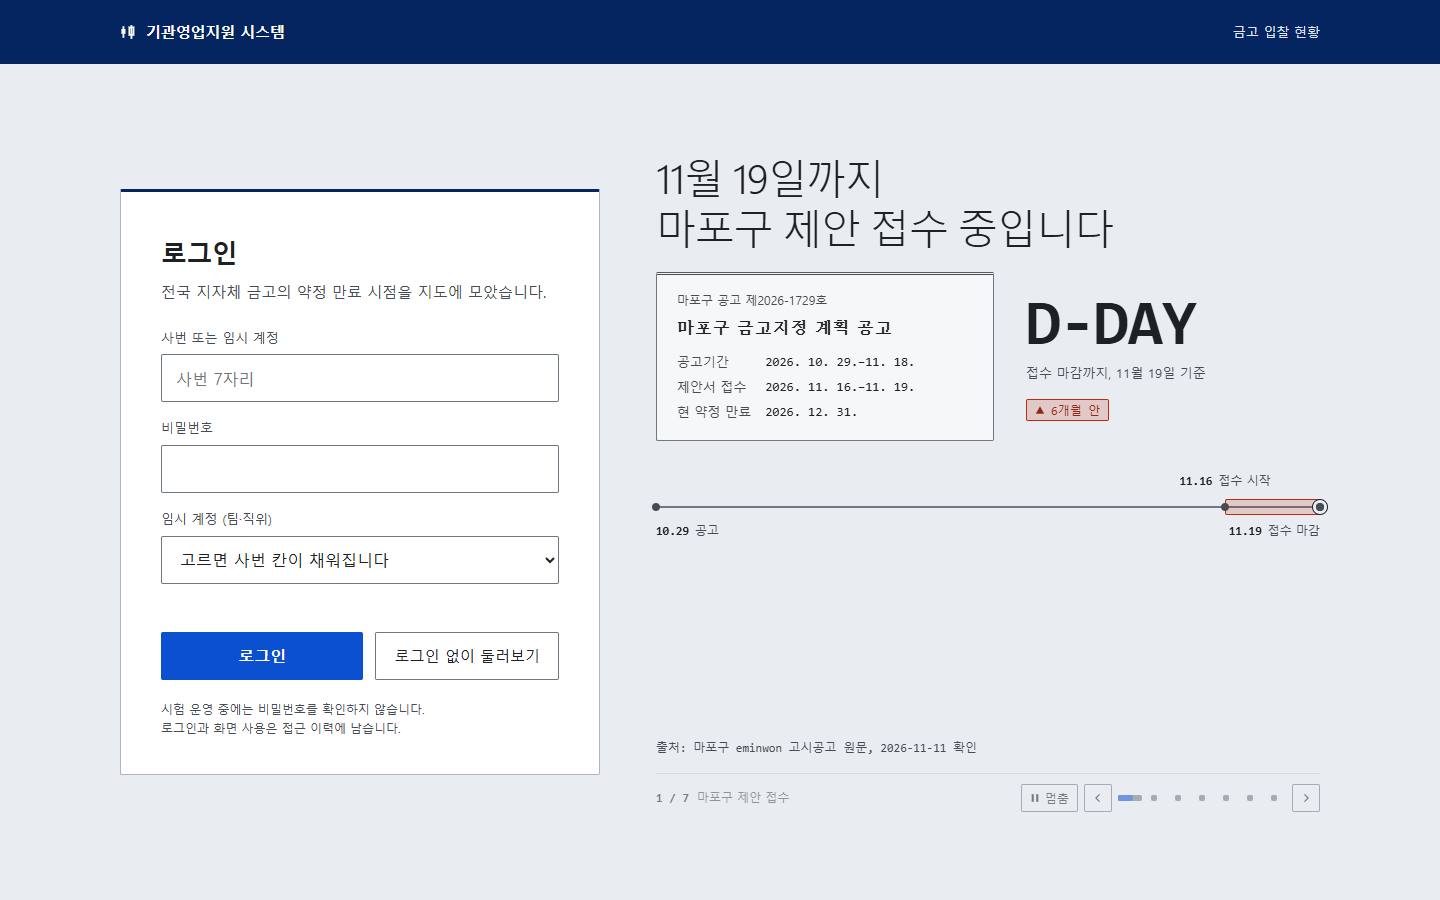 기관영업지원 시스템
금고 입찰 현황
로그인
전국 지자체 금고의 약정 만료 시점을 지도에 모았습니다.
사번 또는 임시 계정
사번 7자리
비밀번호
임시 계정 (팀·직위)
고르면 사번 칸이 채워집니다
로그인
로그인 없이 둘러보기
시험 운영 중에는 비밀번호를 확인하지 않습니다.
로그인과 화면 사용은 접근 이력에 남습니다.
11월 19일까지
마포구 제안 접수 중입니다
마포구 공고 제2026-1729호
마포구 금고지정 계획 공고
공고기간 2026. 10. 29.–11. 18.
제안서 접수 2026. 11. 16.–11. 19.
현 약정 만료 2026. 12. 31.
D-DAY
접수 마감까지, 11월 19일 기준
▲ 6개월 안
11.16 접수 시작
10.29 공고
11.19 접수 마감
출처: 마포구 eminwon 고시공고 원문, 2026-11-11 확인
1 / 7 마포구 제안 접수
멈춤